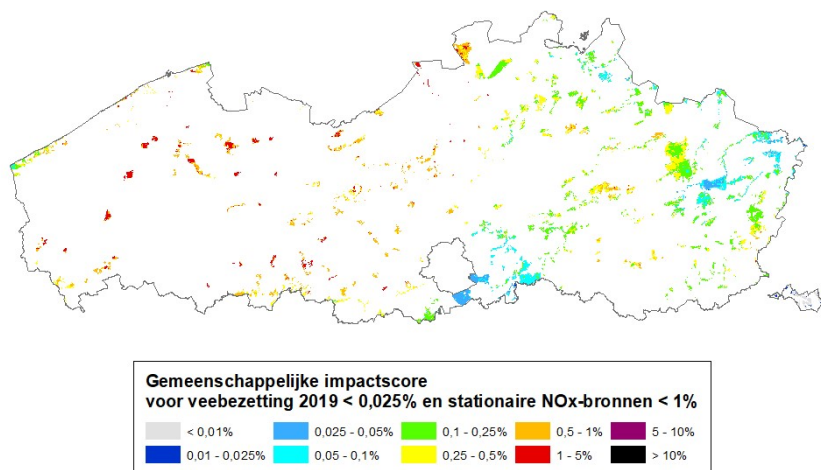 Gemeenschappelijke impactscore
voor veebezetting 2019 < 0,025% en stationaire NOx-bronnen < 1%
< 0,01% 0,025 - 0,05% 0,1 - 0,25% 0,5 - 1% 5 - 10%
0,01 - 0,025% 0,05 - 0,1% 0,25 - 0,5% 1 - 5% > 10%